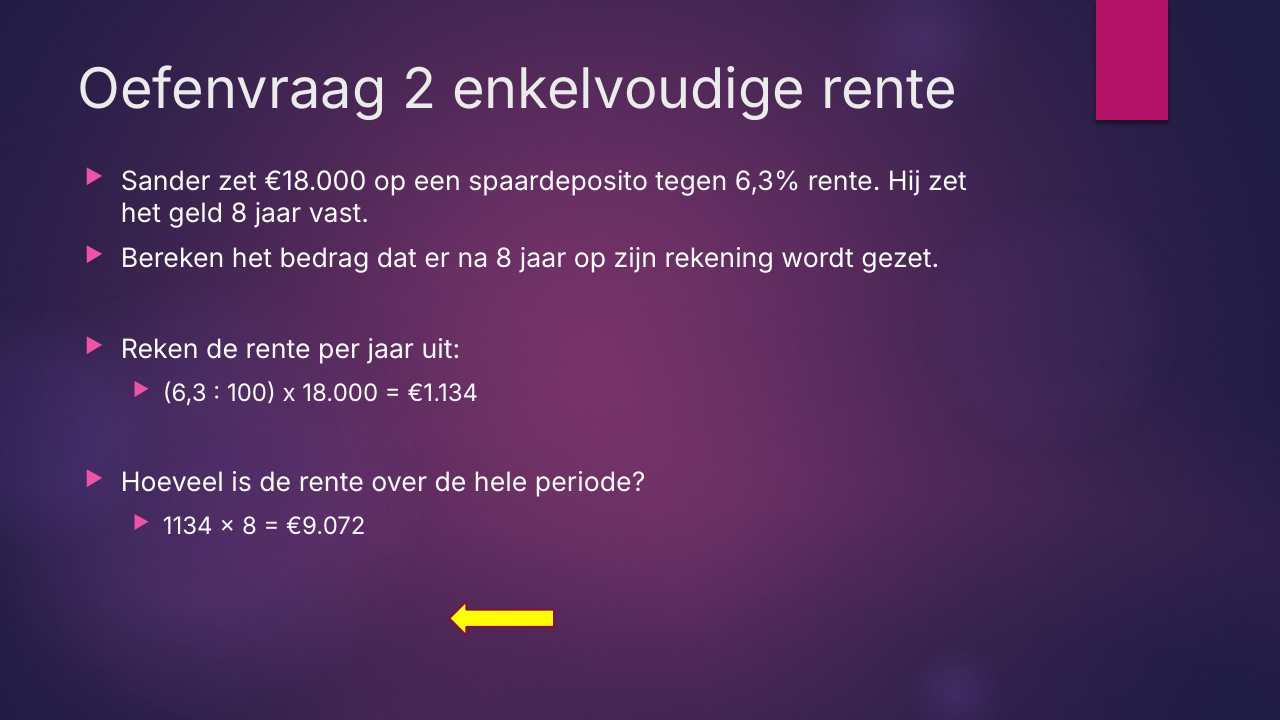 Oefenvraag 2 enkelvoudige rente
Sander zet €18.000 op een spaardeposito tegen 6,3% rente. Hij zet
het geld 8 jaar vast.
Bereken het bedrag dat er na 8 jaar op zijn rekening wordt gezet.
Reken de rente per jaar uit:
(6,3 : 100) x 18.000 = €1.134
Hoeveel is de rente over de hele periode?
1134 × 8 = €9.072